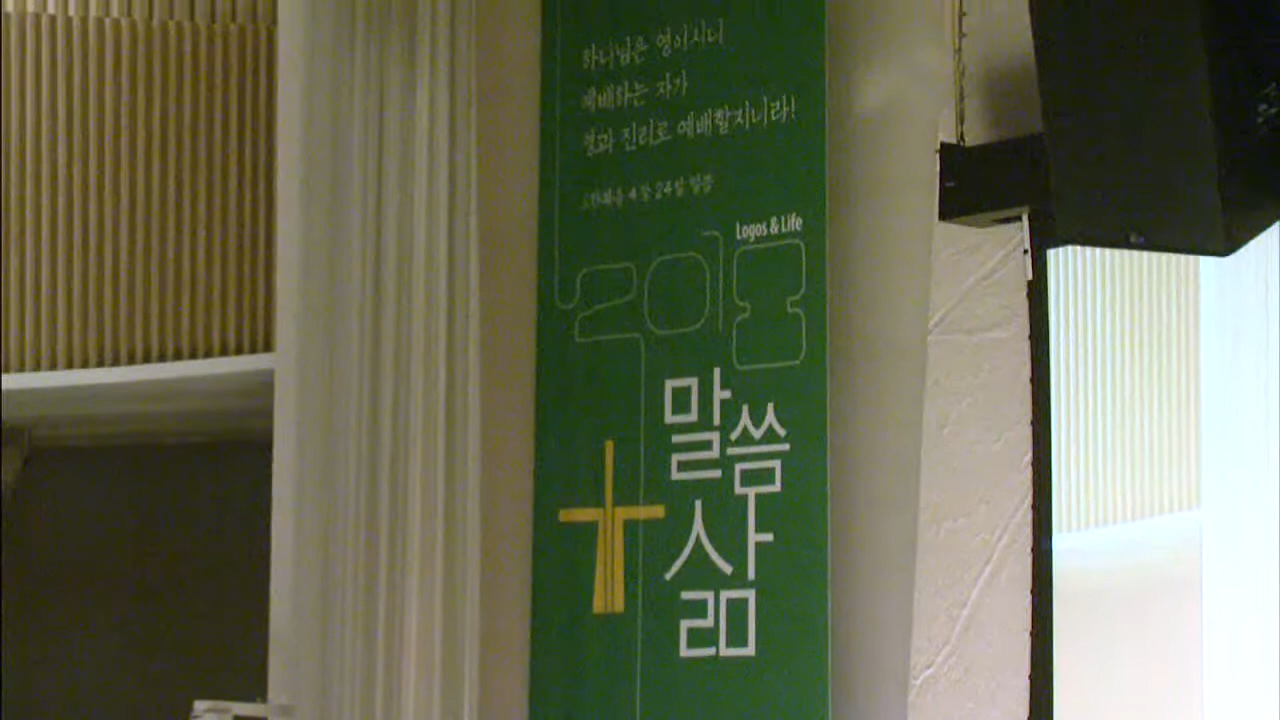 하나님은 영이시니
예배하는 자가
영과 진리로 예배할지니라!
요한복음 4장 24절 말씀
Logos & Life
2018
말씀
삶